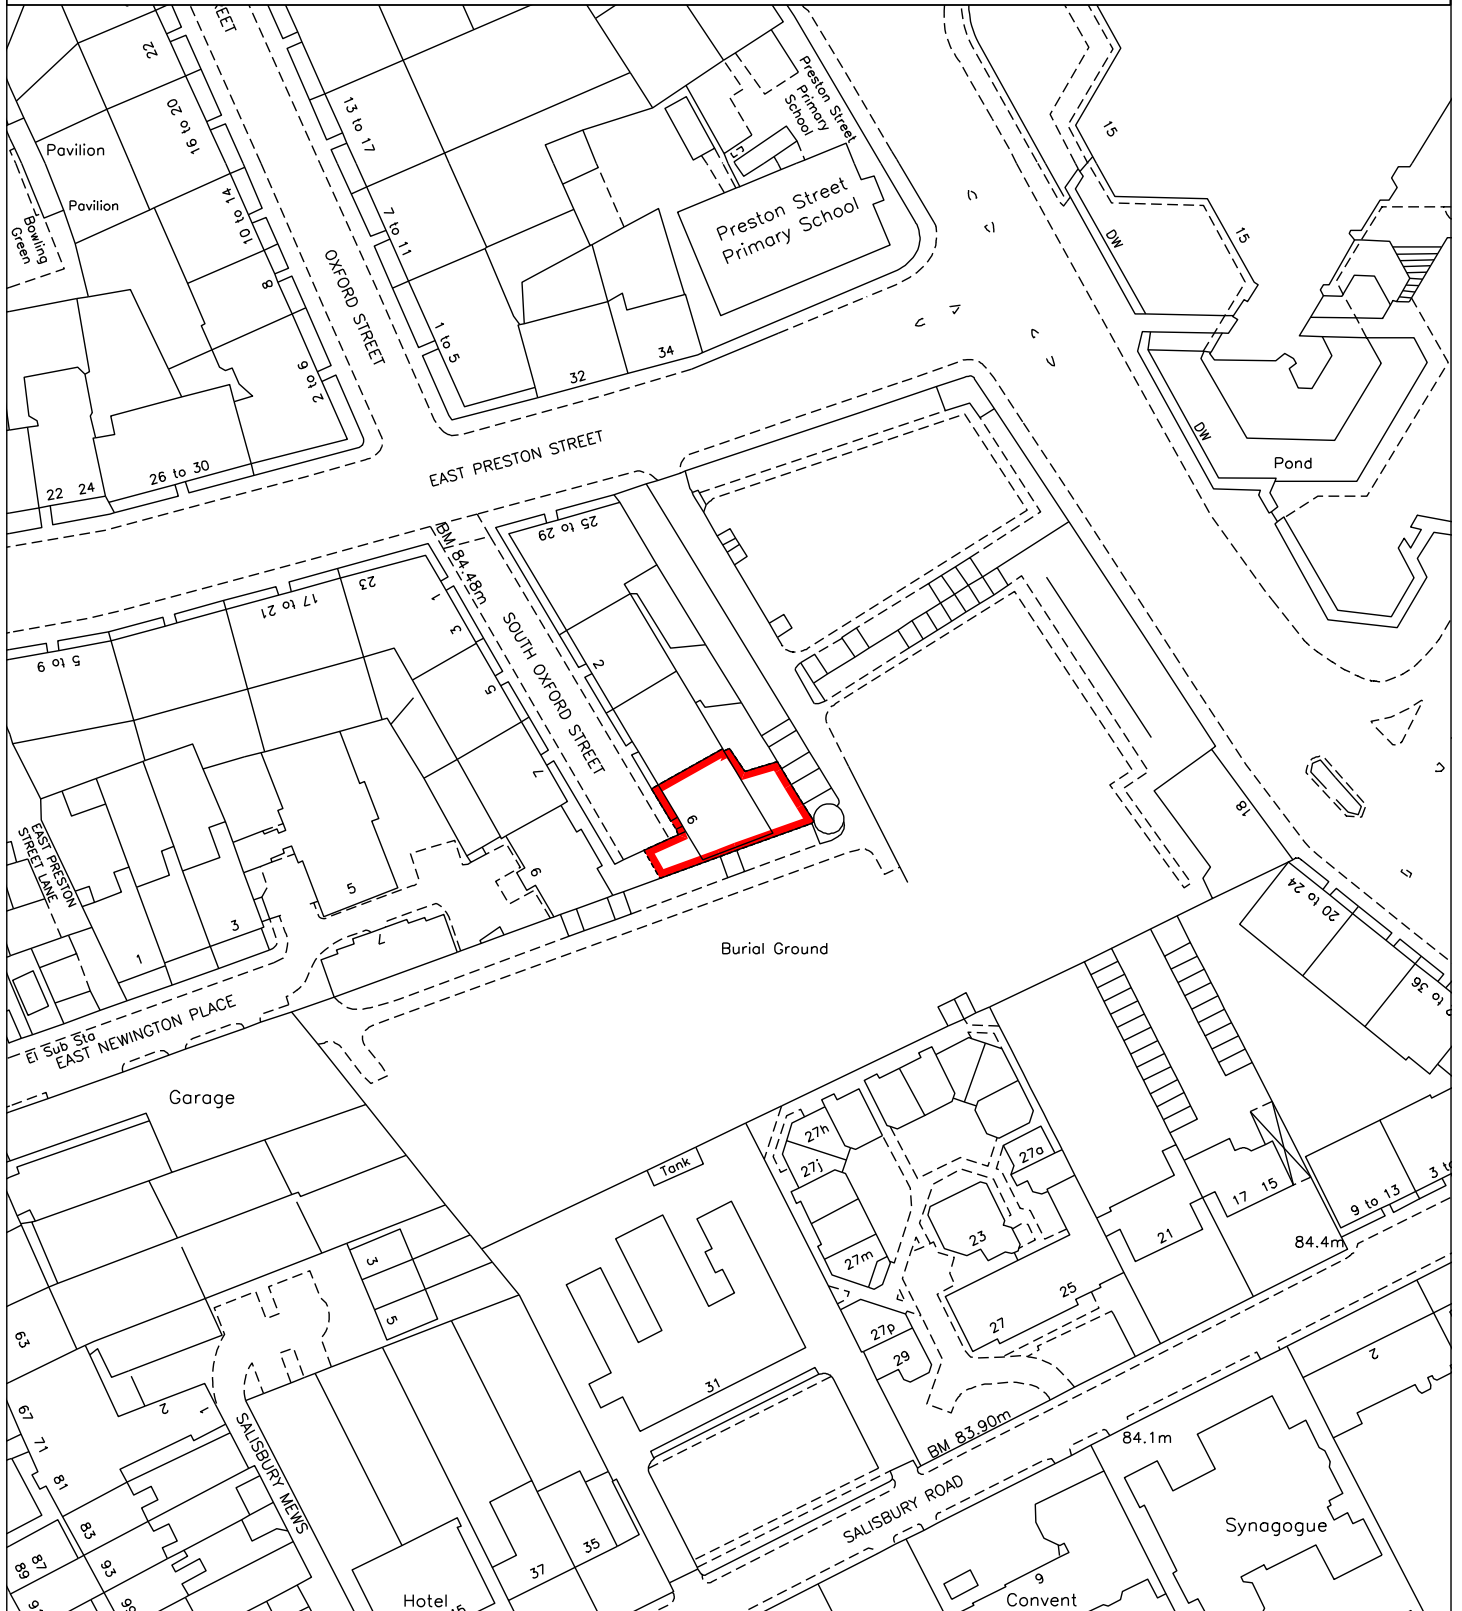 REET
22
16 to 20
13 to 17
Preston Street
Primary
School
15
Pavilion
Pavilion
10 to 14
7 to 11
Bowling
Green
Preston Street
Primary School
15
DW
8
OXFORD STREET
1 to 5
34
32
2 to 6
DW
26 to 30
22
24
EAST PRESTON STREET
Pond
25 to 29
BM 84.48m
23
17 to 21
5 to 9
1
3
5
7
SOUTH OXFORD STREET
2
6
18
EAST PRESTON
STREET LANE
5
9
3
1
7
20 to 24
to 36
Burial Ground
EAST NEWINGTON PLACE
El Sub Sta
Garage
27h
27j
27a
Tank
27m
23
21
17
15
9 to 13
3 to
84.4m
3
5
63
25
27
27p
29
31
2
2
1
67
71
81
83
87
89
93
99
SALISBURY MEWS
BM 83.90m
84.1m
SALISBURY ROAD
Synagogue
35
37
Hotel
9
Convent